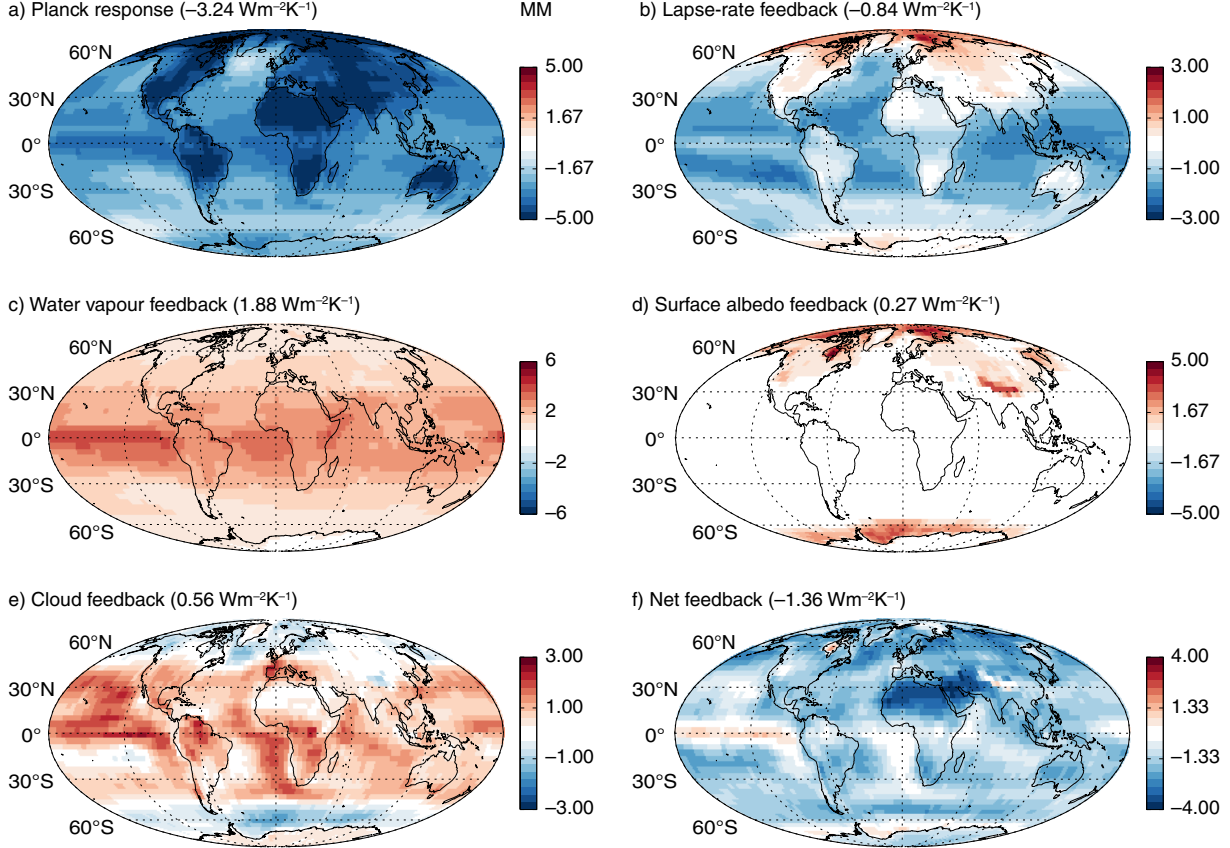 a) Planck response (−3.24 Wm⁻²K⁻¹)
MM
60°N
30°N
0°
30°S
60°S
5.00
1.67
−1.67
−5.00
b) Lapse-rate feedback (−0.84 Wm⁻²K⁻¹)
60°N
30°N
0°
30°S
60°S
3.00
1.00
−1.00
−3.00
c) Water vapour feedback (1.88 Wm⁻²K⁻¹)
60°N
30°N
0°
30°S
60°S
6
2
−2
−6
d) Surface albedo feedback (0.27 Wm⁻²K⁻¹)
60°N
30°N
0°
30°S
60°S
5.00
1.67
−1.67
−5.00
e) Cloud feedback (0.56 Wm⁻²K⁻¹)
60°N
30°N
0°
30°S
60°S
3.00
1.00
−1.00
−3.00
f) Net feedback (−1.36 Wm⁻²K⁻¹)
60°N
30°N
0°
30°S
60°S
4.00
1.33
−1.33
−4.00